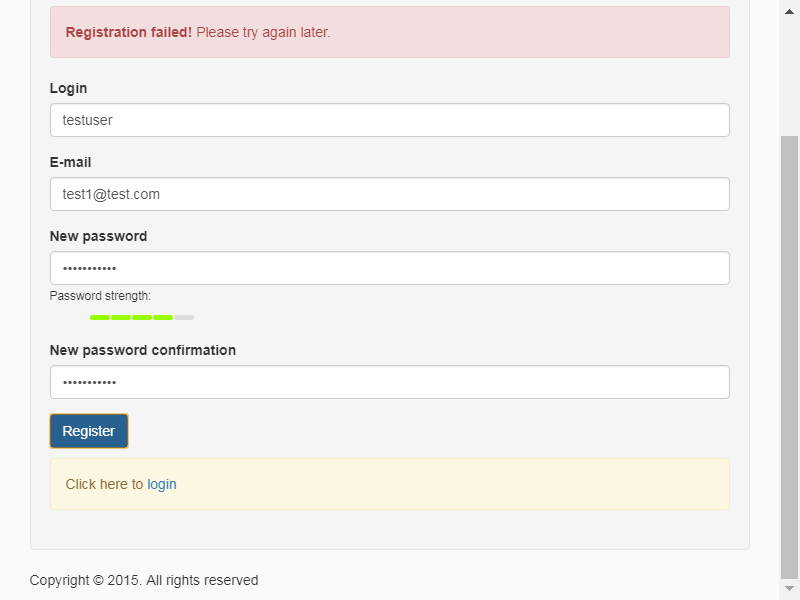 Registration failed! Please try again later.
Login
testuser
E-mail
test1@test.com
New password
•••••••••••
Password strength:
New password confirmation
•••••••••••
Register
Click here to login
Copyright © 2015. All rights reserved